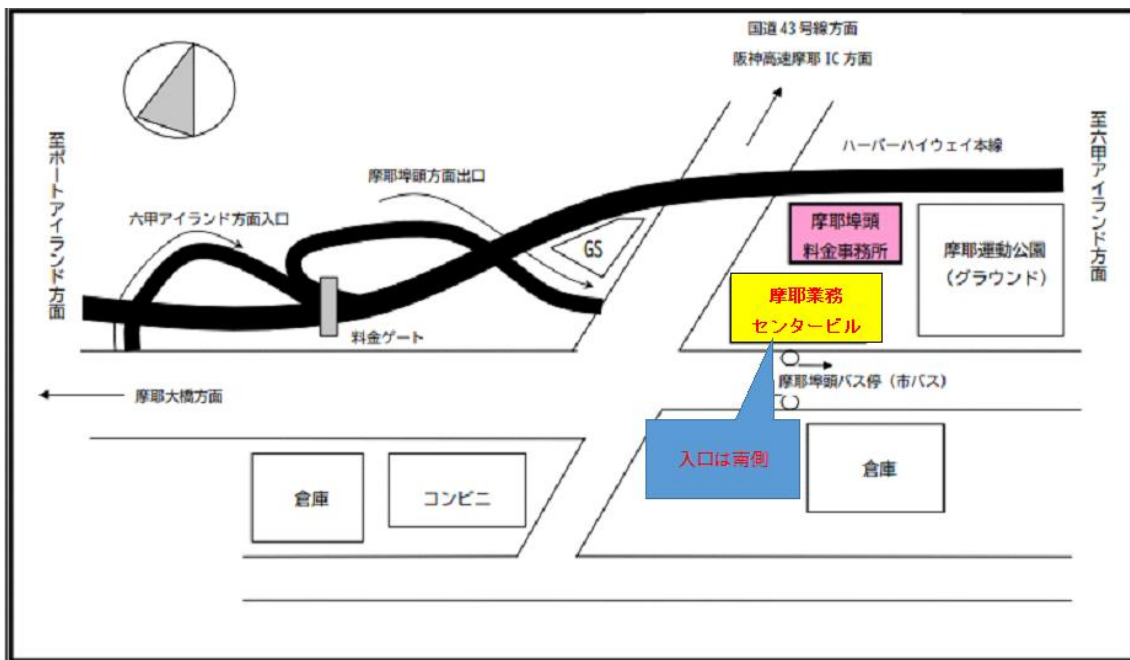 国道43号線方面
阪神高速摩耶IC方面
至ポートアイランド方面
至六甲アイランド方面
ハーバーハイウェイ本線
摩耶埠頭方面出口
六甲アイランド方面入口
GS
摩耶埠頭
料金事務所
摩耶運動公園
(グラウンド)
摩耶業務
センタービル
料金ゲート
摩耶埠頭バス停(市バス)
摩耶大橋方面
入口は南側
倉庫
倉庫
コンビニ